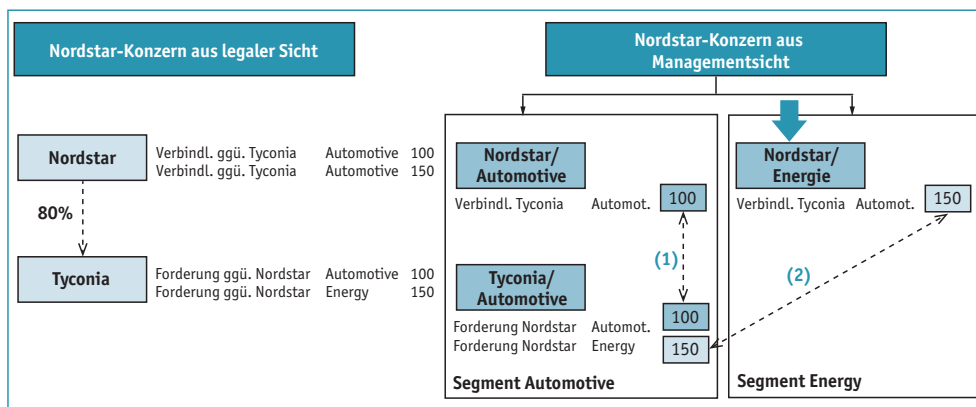 Nordstar-Konzern aus legaler Sicht
Nordstar-Konzern aus
Managementsicht
Nordstar
Verbindl. ggü. Tyconia Automotive 100
Verbindl. ggü. Tyconia Automotive 150
80%
Tyconia
Forderung ggü. Nordstar Automotive 100
Forderung ggü. Nordstar Energy 150
Nordstar/
Automotive
Verbindl. Tyconia Automot. 100
(1)
Tyconia/
Automotive
Forderung Nordstar Automot. 100
Forderung Nordstar Energy 150
Segment Automotive
Nordstar/
Energie
Verbindl. Tyconia Automot. 150
(2)
Segment Energy